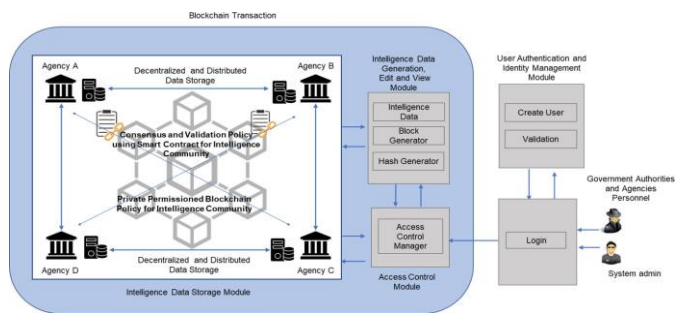 Blockchain Transaction
Agency A
Agency B
Decentralized and Distributed
Data Storage
Consensus and Validation Policy
using Smart Contract for Intelligence
Community
Private Permissioned Blockchain
Policy for Intelligence Community
Agency D
Agency C
Decentralized and Distributed
Data Storage
Intelligence Data Storage Module
Intelligence Data
Generation,
Edit and View
Module
Intelligence
Data
Block
Generator
Hash Generator
Access
Control
Manager
Access Control
Module
User Authentication and
Identity Management
Module
Create User
Validation
Login
Government Authorities
and Agencies
Personnel
System admin